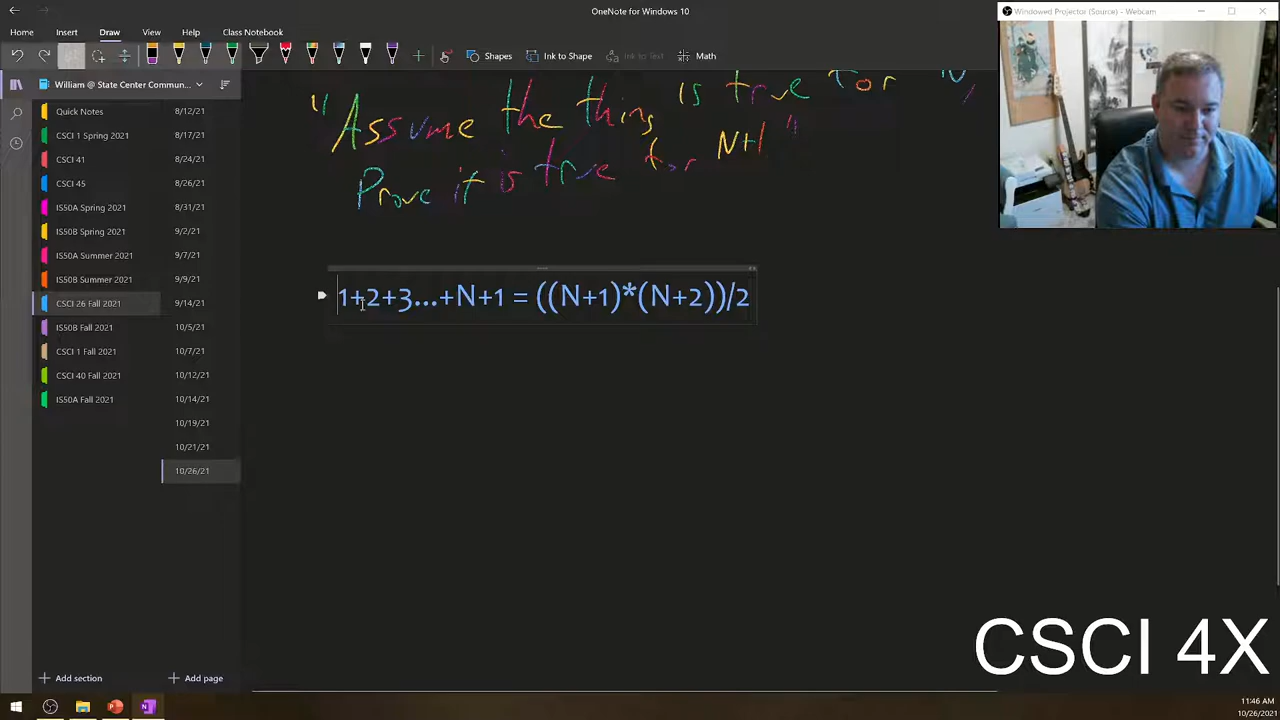 OneNote for Windows 10
Windowed Projector (Source) - Webcam
Home
Insert
Draw
View
Help
Class Notebook
Shapes
Ink to Shape
Ink to Text
Math
William @ State Center Commun...
Quick Notes
CSCI 1 Spring 2021
CSCI 41
CSCI 45
IS50A Spring 2021
IS50B Spring 2021
IS50A Summer 2021
IS50B Summer 2021
CSCI 26 Fall 2021
IS50B Fall 2021
CSCI 1 Fall 2021
CSCI 40 Fall 2021
IS50A Fall 2021
8/12/21
8/17/21
8/24/21
8/26/21
8/31/21
9/2/21
9/7/21
9/9/21
9/14/21
10/5/21
10/7/21
10/12/21
10/14/21
10/19/21
10/21/21
10/26/21
"Assume the thing is true for N,
Prove it is true for N+1"
1+2+3...+N+1 = ((N+1)*(N+2))/2
Add section
Add page
CSCI 4X
11:46 AM
10/26/2021